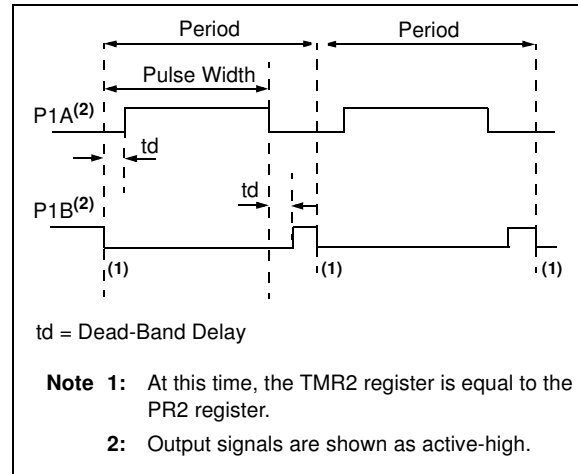 Period Period
Pulse Width
P1A(2)
td
td
P1B(2)
(1) (1) (1)
td = Dead-Band Delay
Note 1: At this time, the TMR2 register is equal to the
PR2 register.
2: Output signals are shown as active-high.